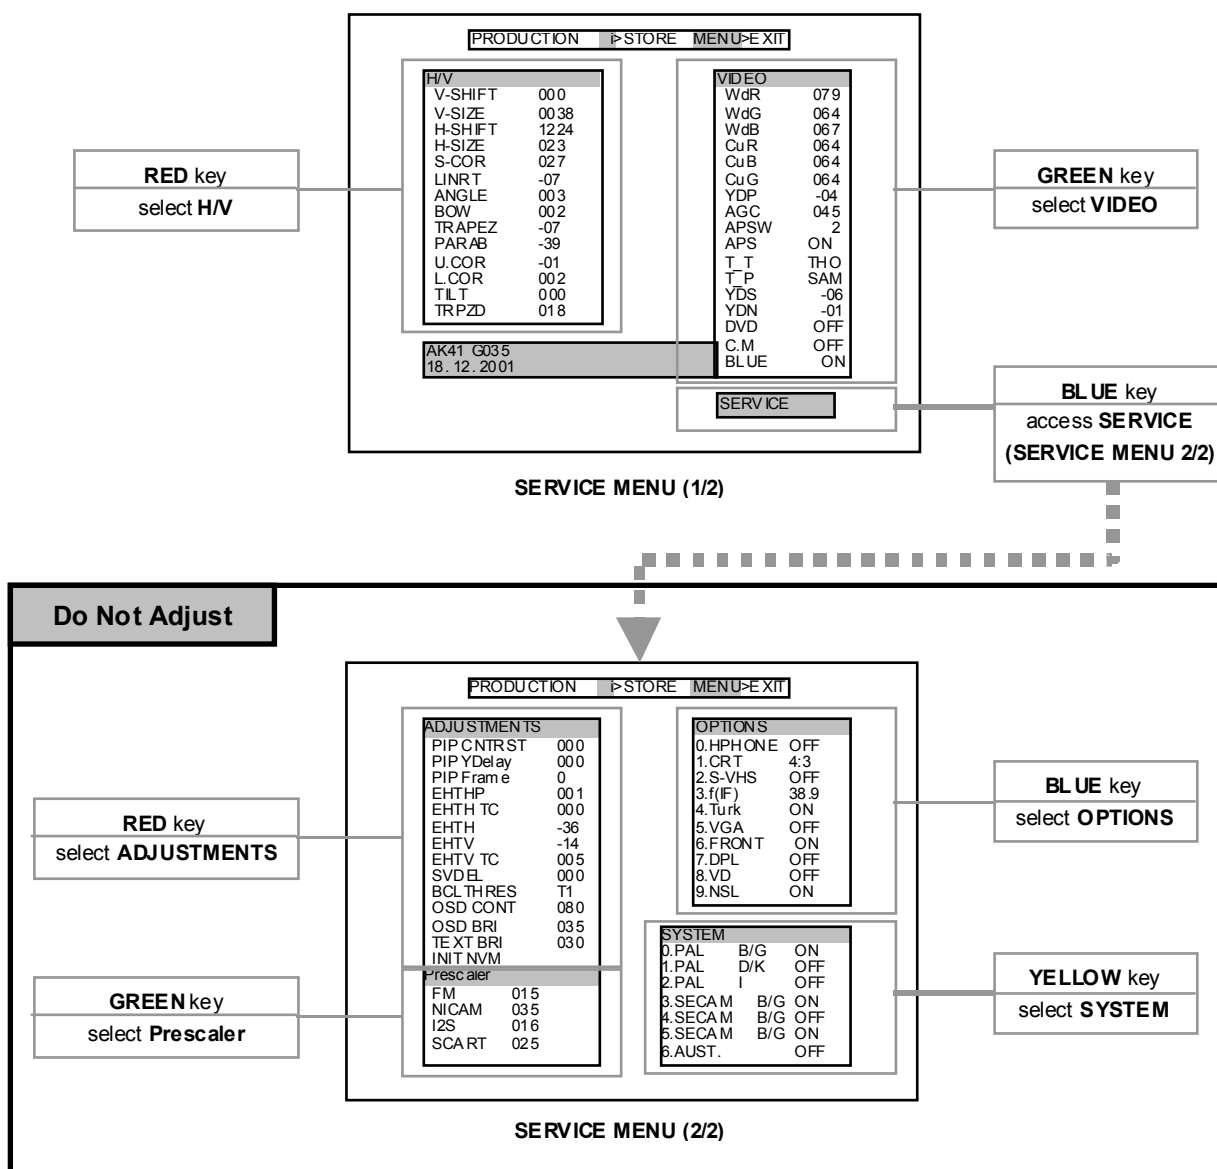 PRODUCTION i>STORE MENU>EXIT
H/V
V-SHIFT 000
V-SIZE 0038
H-SHIFT 1224
H-SIZE 023
S-COR 027
LINRT -07
ANGLE 003
BOW 002
TRAPEZ -07
PARAB -39
U.COR -01
L.COR 002
TILT 000
TRPZD 018
VIDEO
WdR 079
WdG 064
WdB 067
CuR 064
CuB 064
CuG 064
YDP -04
AGC 045
APSW 2
APS ON
T_T THO
T_P SAM
YDS -06
YDN -01
DVD OFF
C.M OFF
BLUE ON
RED key
select H/V
GREEN key
select VIDEO
AK41 G035
18.12.2001
SERVICE
BLUE key
access SERVICE
(SERVICE MENU 2/2)
SERVICE MENU (1/2)
Do Not Adjust
PRODUCTION i>STORE MENU>EXIT
ADJUSTMENTS
PIP CNTRST 000
PIP YDelay 000
PIP Frame 0
EHTHP 001
EHTH TC 000
EHTH -36
EHTV -14
EHTV TC 005
SVDEL 000
BCLTHRES T1
OSD CONT 080
OSD BRI 035
TEXT BRI 030
INIT NVM
Prescaler
FM 015
NICAM 035
I2S 016
SCART 025
OPTIONS
0.HPHONE OFF
1.CRT 4:3
2.S-VHS OFF
3.f(IF) 38.9
4.Turk ON
5.VGA OFF
6.FRONT ON
7.DPL OFF
8.VD OFF
9.NSL ON
SYSTEM
0.PAL B/G ON
1.PAL D/K OFF
2.PAL I OFF
3.SECAM B/G ON
4.SECAM B/G OFF
5.SECAM B/G ON
6.AUST. OFF
RED key
select ADJUSTMENTS
GREEN key
select Prescaler
BLUE key
select OPTIONS
YELLOW key
select SYSTEM
SERVICE MENU (2/2)